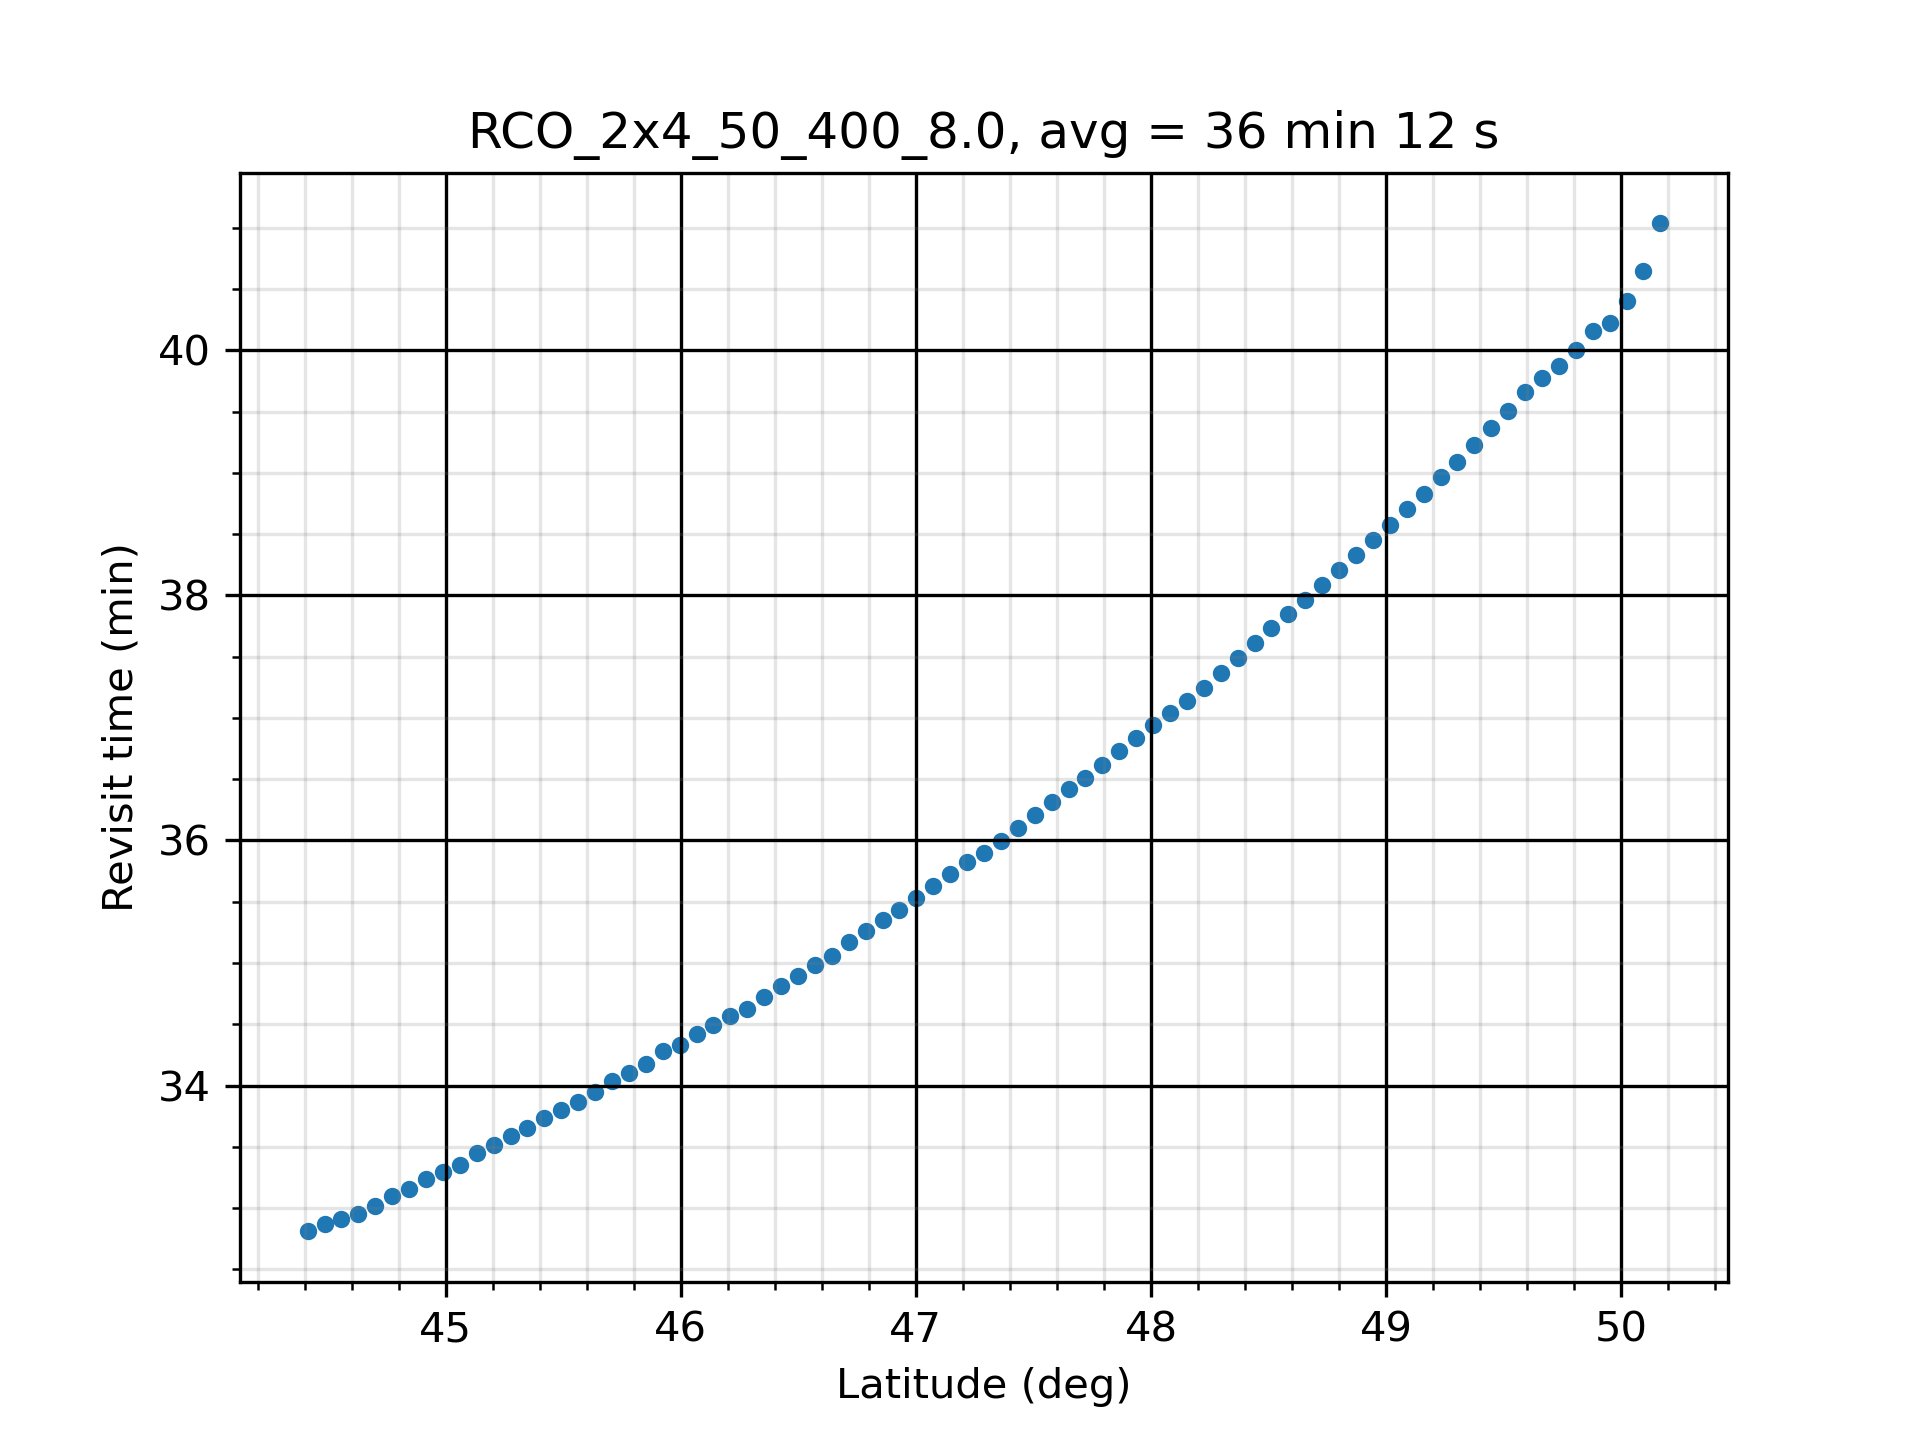 RCO_2x4_50_400_8.0, avg = 36 min 12 s
Revisit time (min)
40
38
36
34
45 46 47 48 49 50
Latitude (deg)